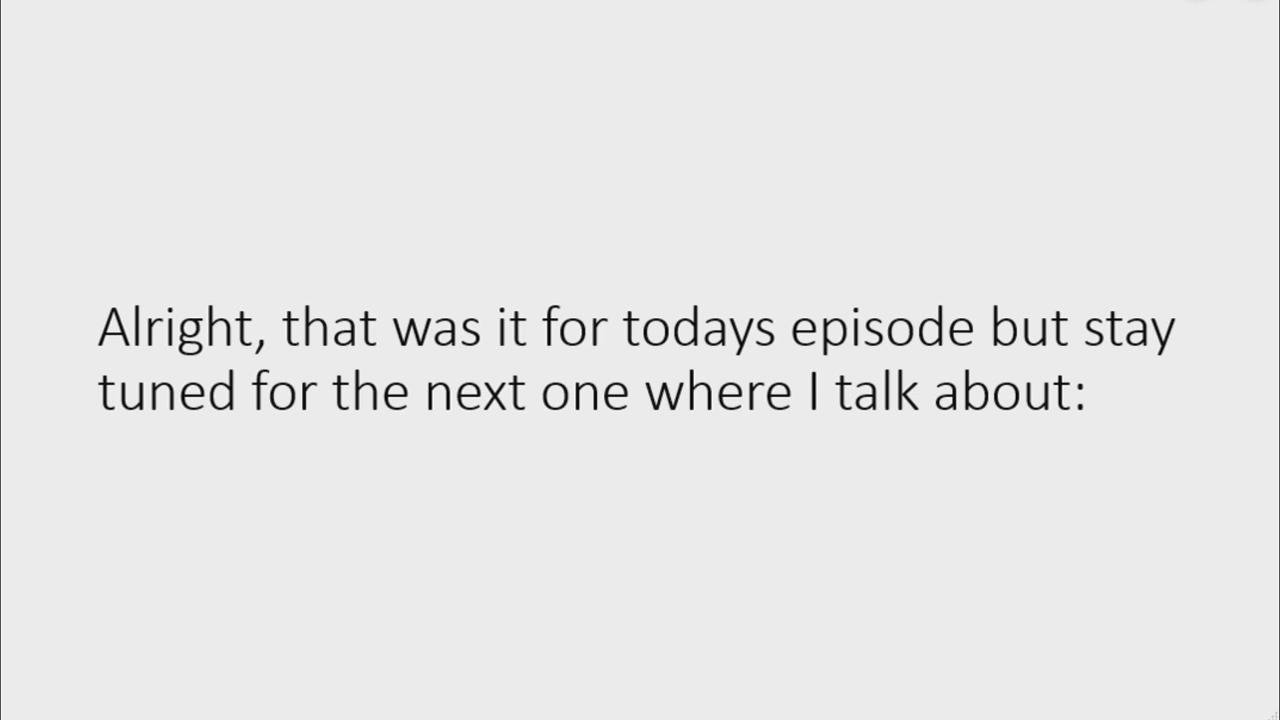 Alright, that was it for todays episode but stay
tuned for the next one where I talk about: